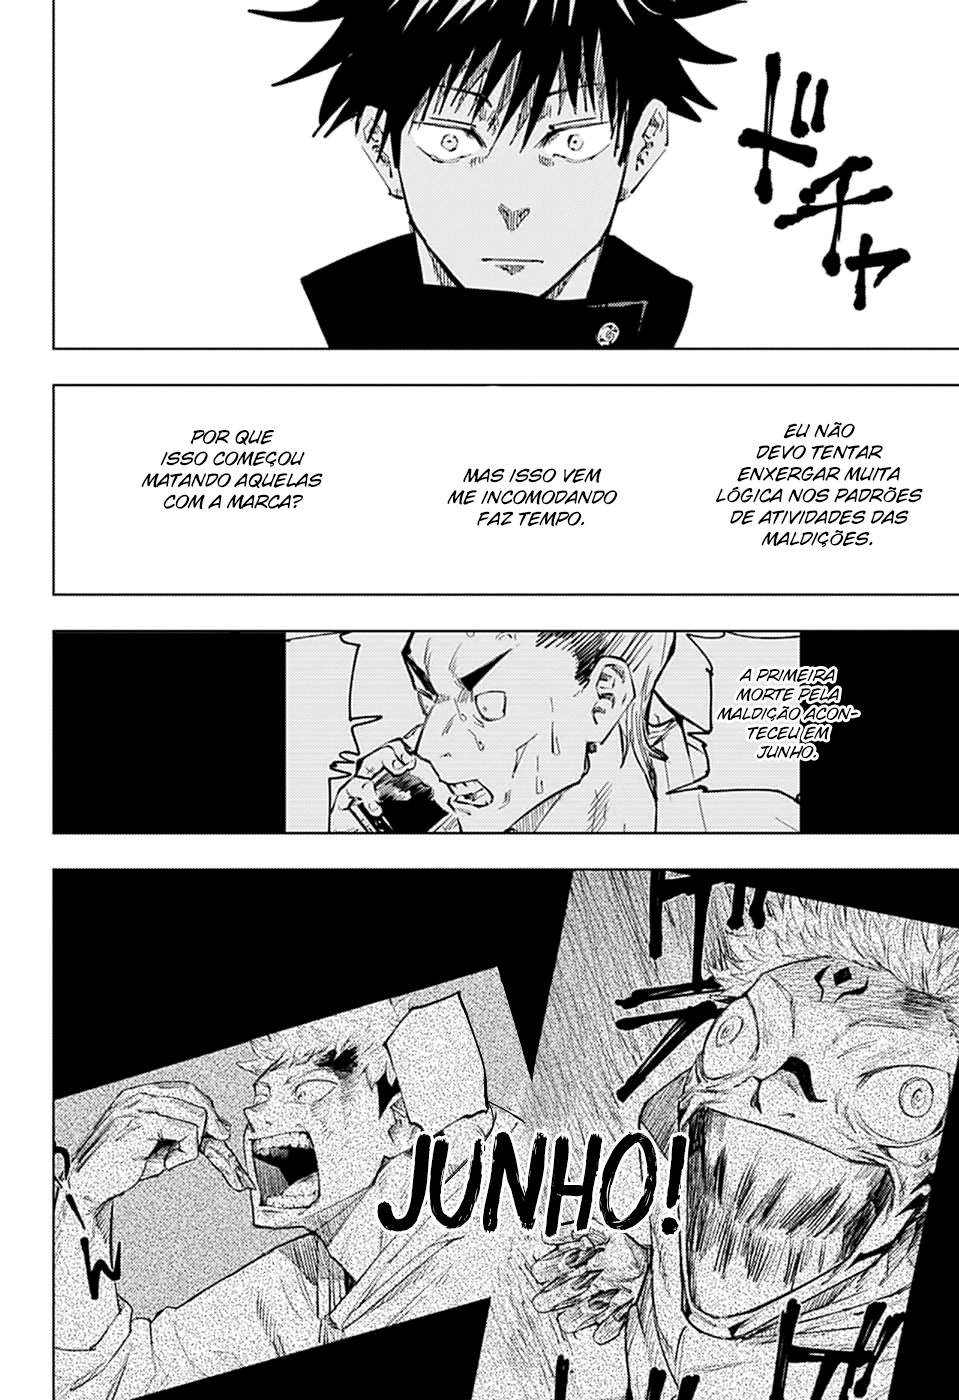 ドチャ
EU NÃO
DEVO TENTAR
ENXERGAR MUITA
LÓGICA NOS PADRÕES
DE ATIVIDADES DAS
MALDIÇÕES.
MAS ISSO VEM
ME INCOMODANDO
FAZ TEMPO.
POR QUE
ISSO COMEÇOU
MATANDO AQUELAS
COM A MARCA?
A PRIMEIRA
MORTE PELA
MALDIÇÃO ACON-
TECEU EM
JUNHO.
JUNHO!